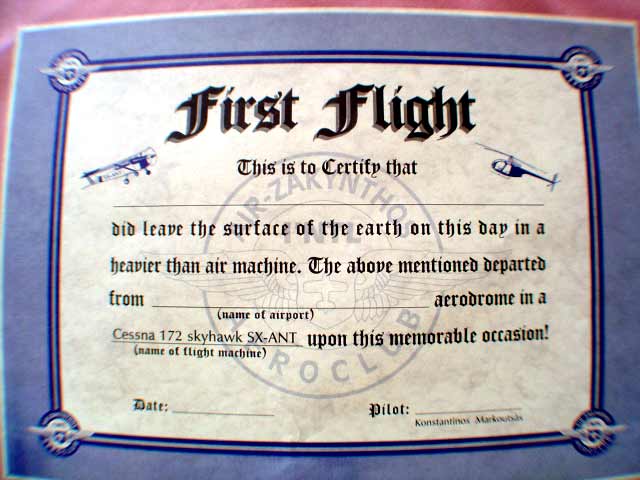 First Flight
This is to Certify that
did leave the surface of the earth on this day in a
heavier than air machine. The above mentioned departed
from aerodrome in a
(name of airport)
Cessna 172 skyhawk SX-ANT upon this memorable occasion!
(name of flight machine)
AIR-ZAKYNTHOU
AEROCLUB
Date: Pilot:
Konstantinos Markoutsas